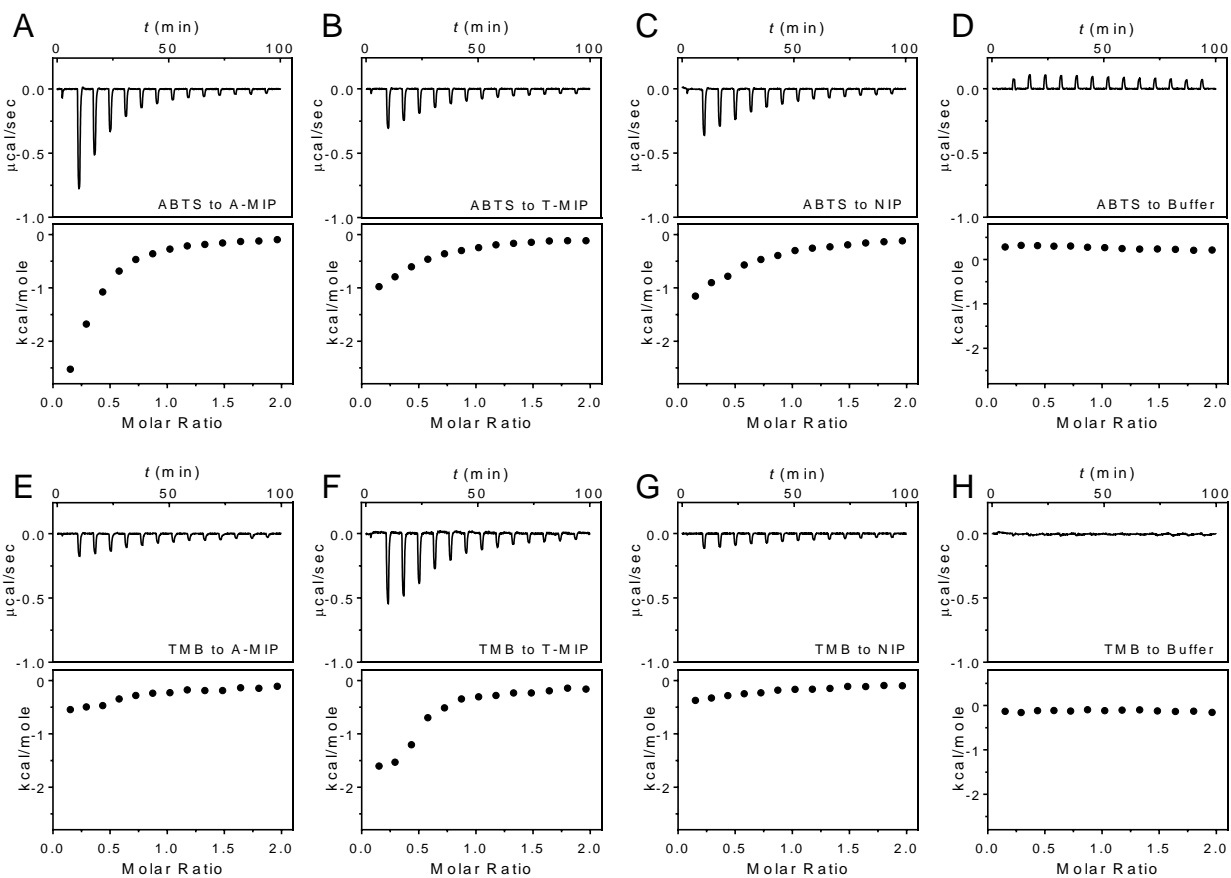 A B C D
t (min) t (min) t (min) t (min)
0 50 100 0 50 100 0 50 100 0 50 100
0.0 0.0 0.0 0.0
-0.5 -0.5 -0.5 -0.5
-1.0 -1.0 -1.0 -1.0
µcal/sec µcal/sec µcal/sec µcal/sec
ABTS to A-MIP ABTS to T-MIP ABTS to NIP ABTS to Buffer
0 0 0 0
-1 -1 -1 -1
-2 -2 -2 -2
kcal/mole kcal/mole kcal/mole kcal/mole
0.0 0.5 1.0 1.5 2.0 0.0 0.5 1.0 1.5 2.0 0.0 0.5 1.0 1.5 2.0 0.0 0.5 1.0 1.5 2.0
Molar Ratio Molar Ratio Molar Ratio Molar Ratio
E F G H
t (min) t (min) t (min) t (min)
0 50 100 0 50 100 0 50 100 0 50 100
0.0 0.0 0.0 0.0
-0.5 -0.5 -0.5 -0.5
-1.0 -1.0 -1.0 -1.0
µcal/sec µcal/sec µcal/sec µcal/sec
TMB to A-MIP TMB to T-MIP TMB to NIP TMB to Buffer
0 0 0 0
-1 -1 -1 -1
-2 -2 -2 -2
kcal/mole kcal/mole kcal/mole kcal/mole
0.0 0.5 1.0 1.5 2.0 0.0 0.5 1.0 1.5 2.0 0.0 0.5 1.0 1.5 2.0 0.0 0.5 1.0 1.5 2.0
Molar Ratio Molar Ratio Molar Ratio Molar Ratio